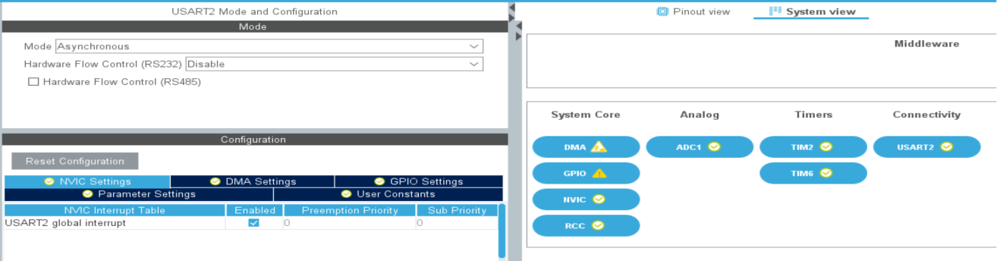 USART2 Mode and Configuration
Mode
Mode Asynchronous
Hardware Flow Control (RS232) Disable
Hardware Flow Control (RS485)
Configuration
Reset Configuration
NVIC Settings DMA Settings GPIO Settings
Parameter Settings User Constants
NVIC Interrupt Table Enabled Preemption Priority Sub Priority
USART2 global interrupt 0 0
Pinout view System view
Middleware
System Core Analog Timers Connectivity
DMA ADC1 TIM2 USART2
GPIO TIM6
NVIC
RCC